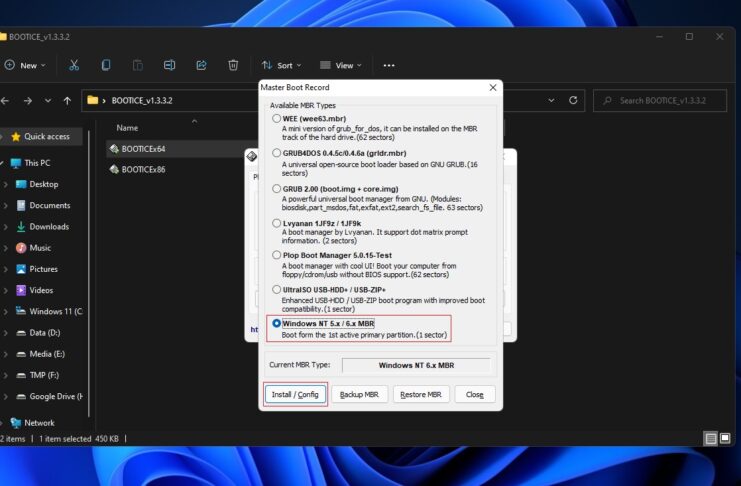 BOOTICE_v1.3.3.2
New
Sort
View
BOOTICE_v1.3.3.2
Search BOOTICE_v1.3.3.2
Quick access
This PC
Desktop
Documents
Downloads
Music
Pictures
Videos
Windows 11 (C
Data (D:)
Media (E:)
TMP (F:)
Google Drive (H
Network
Name
BOOTICEx64
BOOTICEx86
2 items
1 item selected 450 KB
Master Boot Record
Available MBR Types
WEE (wee63.mbr)
A mini version of grub_for_dos, it can be installed on the MBR
track of the hard drive.(62 sectors)
GRUB4DOS 0.4.5c/0.4.6a (grldr.mbr)
A universal open-source boot loader based on GNU GRUB.(16
sectors)
GRUB 2.00 (boot.img + core.img)
A powerful universal boot manager from GNU. (Modules:
biosdisk,part_msdos,fat,exfat,ext2,search_fs_file. 63 sectors)
Lvyanan 1JF9z / 1JF9k
A boot manager by Lvyanan. It support dot matrix prompt
information. (2 sectors)
Plop Boot Manager 5.0.15-Test
A boot manager with cool UI! Boot your computer from
floppy/cdrom/usb without BIOS support.(62 sectors)
UltraISO USB-HDD+ / USB-ZIP+
Enhanced USB-HDD / USB-ZIP boot program with improved boot
compatibility.(1 sector)
Windows NT 5.x / 6.x MBR
Boot form the 1st active primary partition.(1 sector)
Current MBR Type:
Windows NT 6.x MBR
Install / Config
Backup MBR
Restore MBR
Close